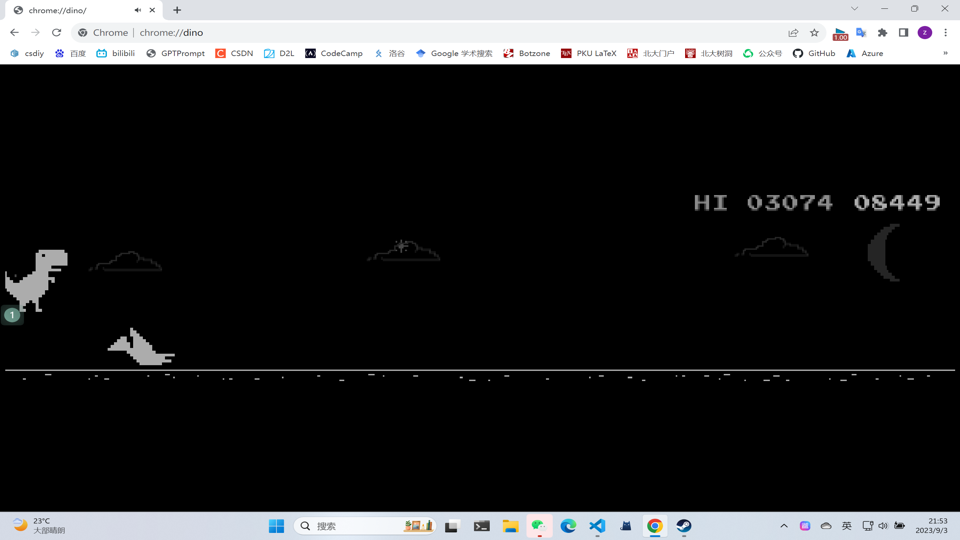 chrome://dino/
Chrome | chrome://dino
1.00
z
csdiy 百度 bilibili GPTPrompt CSDN D2L CodeCamp 洛谷 Google 学术搜索 Botzone PKU LaTeX 北大门户 北大树洞 公众号 GitHub Azure »
HI 03074 08449
1
23°C
大部晴朗
搜索
英
21:53
2023/9/3